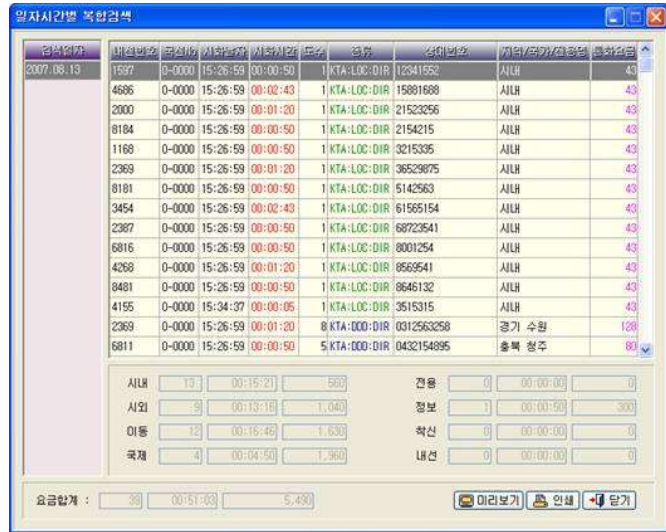 일자시간별 복합검색
검색일자 내선번호 국선No 시화일자 시화시간 도수 종류 상대번호 지역/국가/전용명 통화요금
2007.08.13 1597 0-0000 15:26:59 00:00:50 1 KTA:LOC:DIR 12341552 시내 43
4686 0-0000 15:26:59 00:02:43 1 KTA:LOC:DIR 15881688 시내 43
2000 0-0000 15:26:59 00:01:20 1 KTA:LOC:DIR 21523256 시내 43
8184 0-0000 15:26:59 00:00:50 1 KTA:LOC:DIR 2154215 시내 43
1168 0-0000 15:26:59 00:00:50 1 KTA:LOC:DIR 3215335 시내 43
2369 0-0000 15:26:59 00:01:20 1 KTA:LOC:DIR 36529875 시내 43
8181 0-0000 15:26:59 00:00:50 1 KTA:LOC:DIR 5142563 시내 43
3454 0-0000 15:26:59 00:02:43 1 KTA:LOC:DIR 61565154 시내 43
2387 0-0000 15:26:59 00:00:50 1 KTA:LOC:DIR 68723541 시내 43
6816 0-0000 15:26:59 00:00:50 1 KTA:LOC:DIR 8001254 시내 43
4268 0-0000 15:26:59 00:01:20 1 KTA:LOC:DIR 8569541 시내 43
8481 0-0000 15:26:59 00:00:50 1 KTA:LOC:DIR 8646132 시내 43
4155 0-0000 15:34:37 00:00:05 1 KTA:LOC:DIR 3515315 시내 43
2369 0-0000 15:26:59 00:01:20 8 KTA:DDD:DIR 0312563258 경기 수원 128
6811 0-0000 15:26:59 00:00:50 5 KTA:DDD:DIR 0432154895 충북 청주 80
시내 13 00:15:21 560 전용 0 00:00:00 0
시외 9 00:13:16 1,040 정보 1 00:00:50 300
이동 12 00:16:46 1,630 착신 0 00:00:00 0
국제 4 00:04:50 1,960 내선 0 00:00:00 0
요금합계 : 39 00:51:03 5,490 미리보기 인쇄 닫기